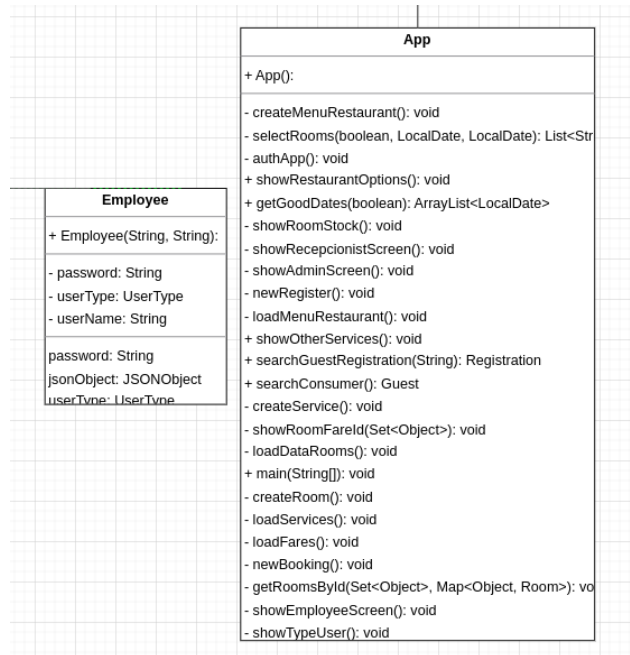 App
+ App():
- createMenuRestaurant(): void
- selectRooms(boolean, LocalDate, LocalDate): List<Str
- authApp(): void
+ showRestaurantOptions(): void
+ getGoodDates(boolean): ArrayList<LocalDate>
- showRoomStock(): void
- showRecepcionistScreen(): void
- showAdminScreen(): void
- newRegister(): void
- loadMenuRestaurant(): void
+ showOtherServices(): void
+ searchGuestRegistration(String): Registration
+ searchConsumer(): Guest
- createService(): void
- showRoomFareId(Set<Object>): void
- loadDataRooms(): void
+ main(String[]): void
- createRoom(): void
- loadServices(): void
- loadFares(): void
- newBooking(): void
- getRoomsById(Set<Object>, Map<Object, Room>): vo
- showEmployeeScreen(): void
- showTypeUser(): void
Employee
+ Employee(String, String):
- password: String
- userType: UserType
- userName: String
password: String
jsonObject: JSONObject
userType: UserType